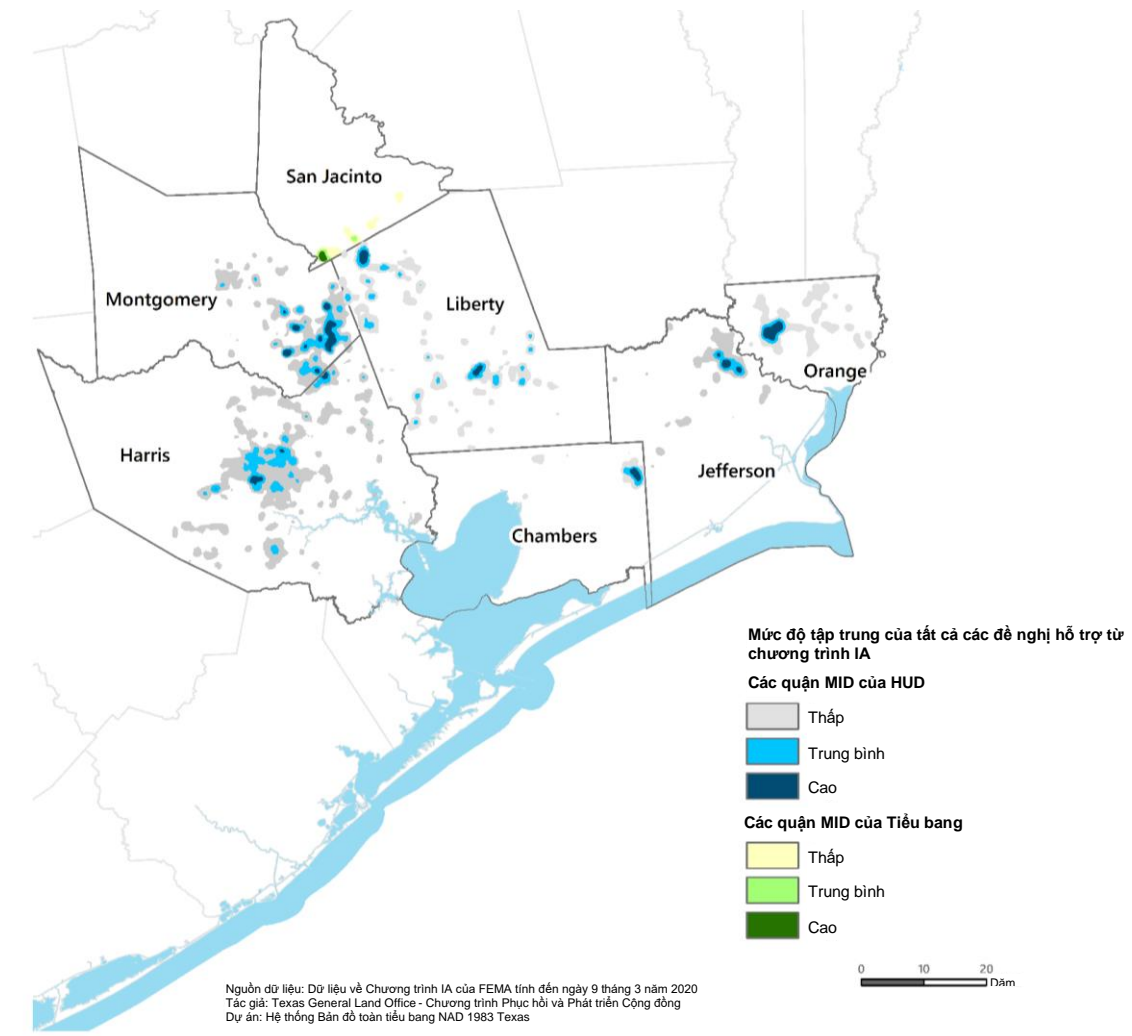 San Jacinto
Montgomery
Liberty
Orange
Harris
Jefferson
Chambers
Mức độ tập trung của tất cả các đề nghị hỗ trợ từ
chương trình IA
Các quận MID của HUD
Thấp
Trung bình
Cao
Các quận MID của Tiểu bang
Thấp
Trung bình
Cao
0 10 20
Dặm
Nguồn dữ liệu: Dữ liệu về Chương trình IA của FEMA tính đến ngày 9 tháng 3 năm 2020
Tác giả: Texas General Land Office - Chương trình Phục hồi và Phát triển Cộng đồng
Dự án: Hệ thống Bản đồ toàn tiểu bang NAD 1983 Texas